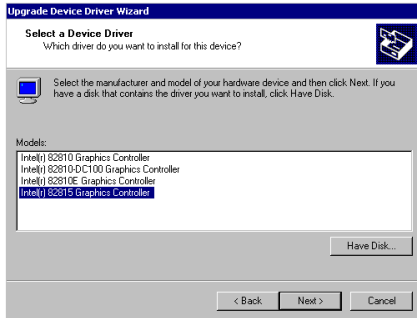 Upgrade Device Driver Wizard
Select a Device Driver
Which driver do you want to install for this device?
Select the manufacturer and model of your hardware device and then click Next. If you
have a disk that contains the driver you want to install, click Have Disk.
Models:
Intel(r) 82810 Graphics Controller
Intel(r) 82810-DC100 Graphics Controller
Intel(r) 82810E Graphics Controller
Intel(r) 82815 Graphics Controller
Have Disk...
< Back
Next >
Cancel